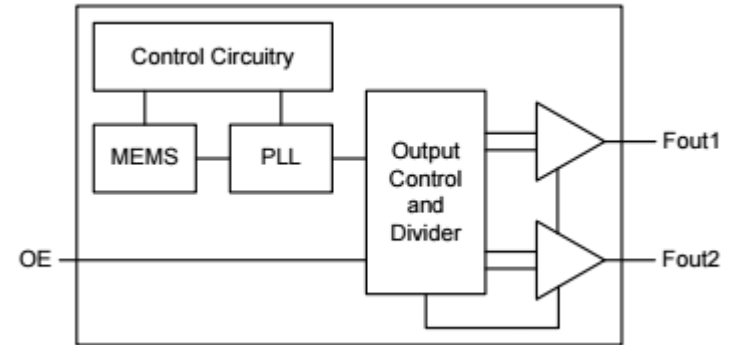 Control Circuitry
MEMS
PLL
Output
Control
and
Divider
Fout1
OE
Fout2